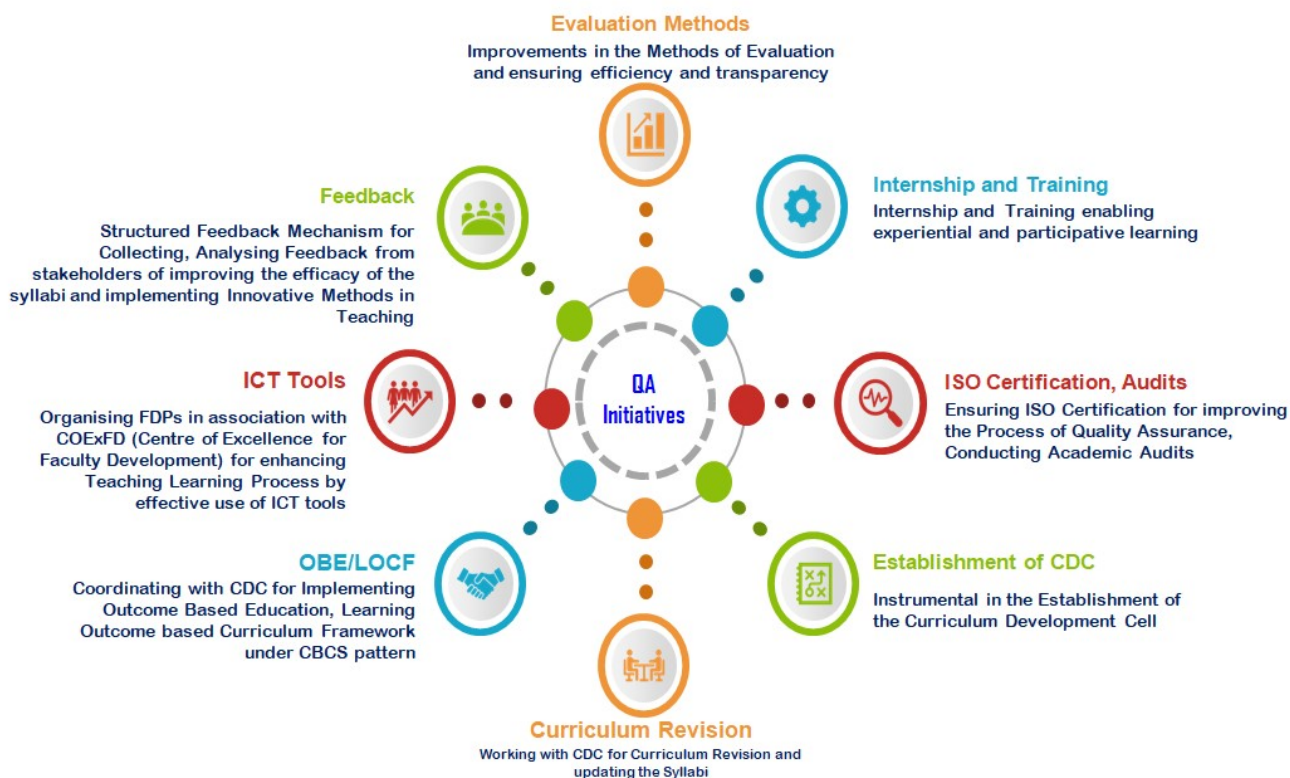 Evaluation Methods
Improvements in the Methods of Evaluation
and ensuring efficiency and transparency
Internship and Training
Internship and Training enabling
experiential and participative learning
ISO Certification, Audits
Ensuring ISO Certification for improving
the Process of Quality Assurance,
Conducting Academic Audits
Establishment of CDC
Instrumental in the Establishment of
the Curriculum Development Cell
Curriculum Revision
Working with CDC for Curriculum Revision and
updating the Syllabi
OBE/LOCF
Coordinating with CDC for Implementing
Outcome Based Education, Learning
Outcome based Curriculum Framework
under CBCS pattern
ICT Tools
Organising FDPs in association with
COExFD (Centre of Excellence for
Faculty Development) for enhancing
Teaching Learning Process by
effective use of ICT tools
Feedback
Structured Feedback Mechanism for
Collecting, Analysing Feedback from
stakeholders of improving the efficacy of the
syllabi and implementing Innovative Methods in
Teaching
QA
Initiatives